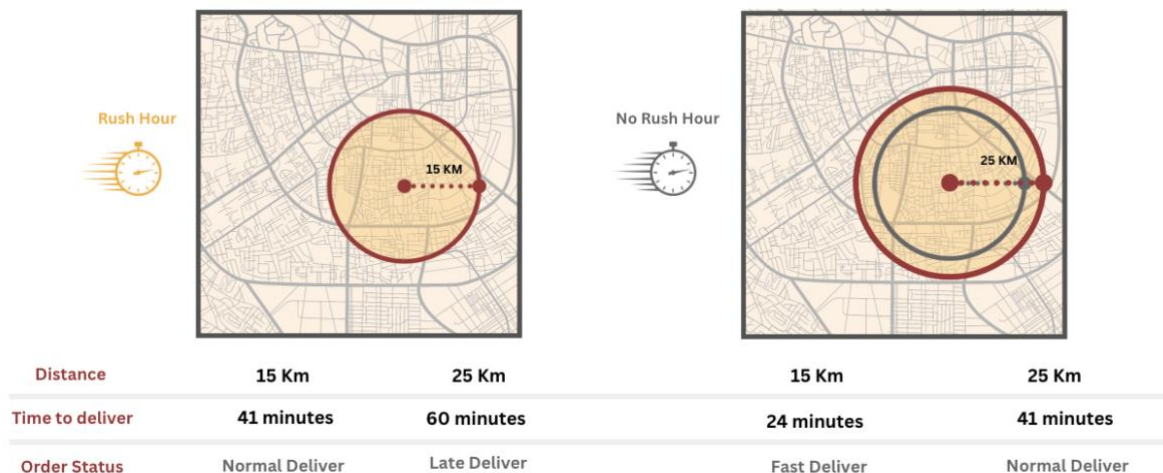 Rush Hour
15 KM
No Rush Hour
25 KM
Distance 15 Km 25 Km 15 Km 25 Km
Time to deliver 41 minutes 60 minutes 24 minutes 41 minutes
Order Status Normal Deliver Late Deliver Fast Deliver Normal Deliver